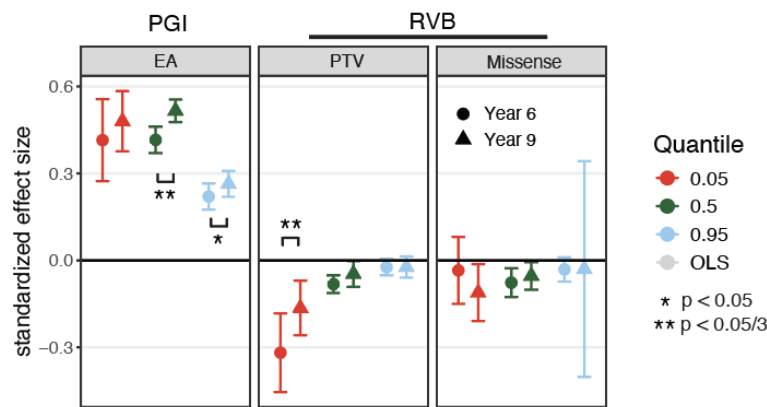 PGI RVB
EA PTV Missense
standardized effect size
0.6
0.3
0.0
−0.3
Year 6
Year 9
**
*
**
Quantile
0.05
0.5
0.95
OLS
* p < 0.05
** p < 0.05/3